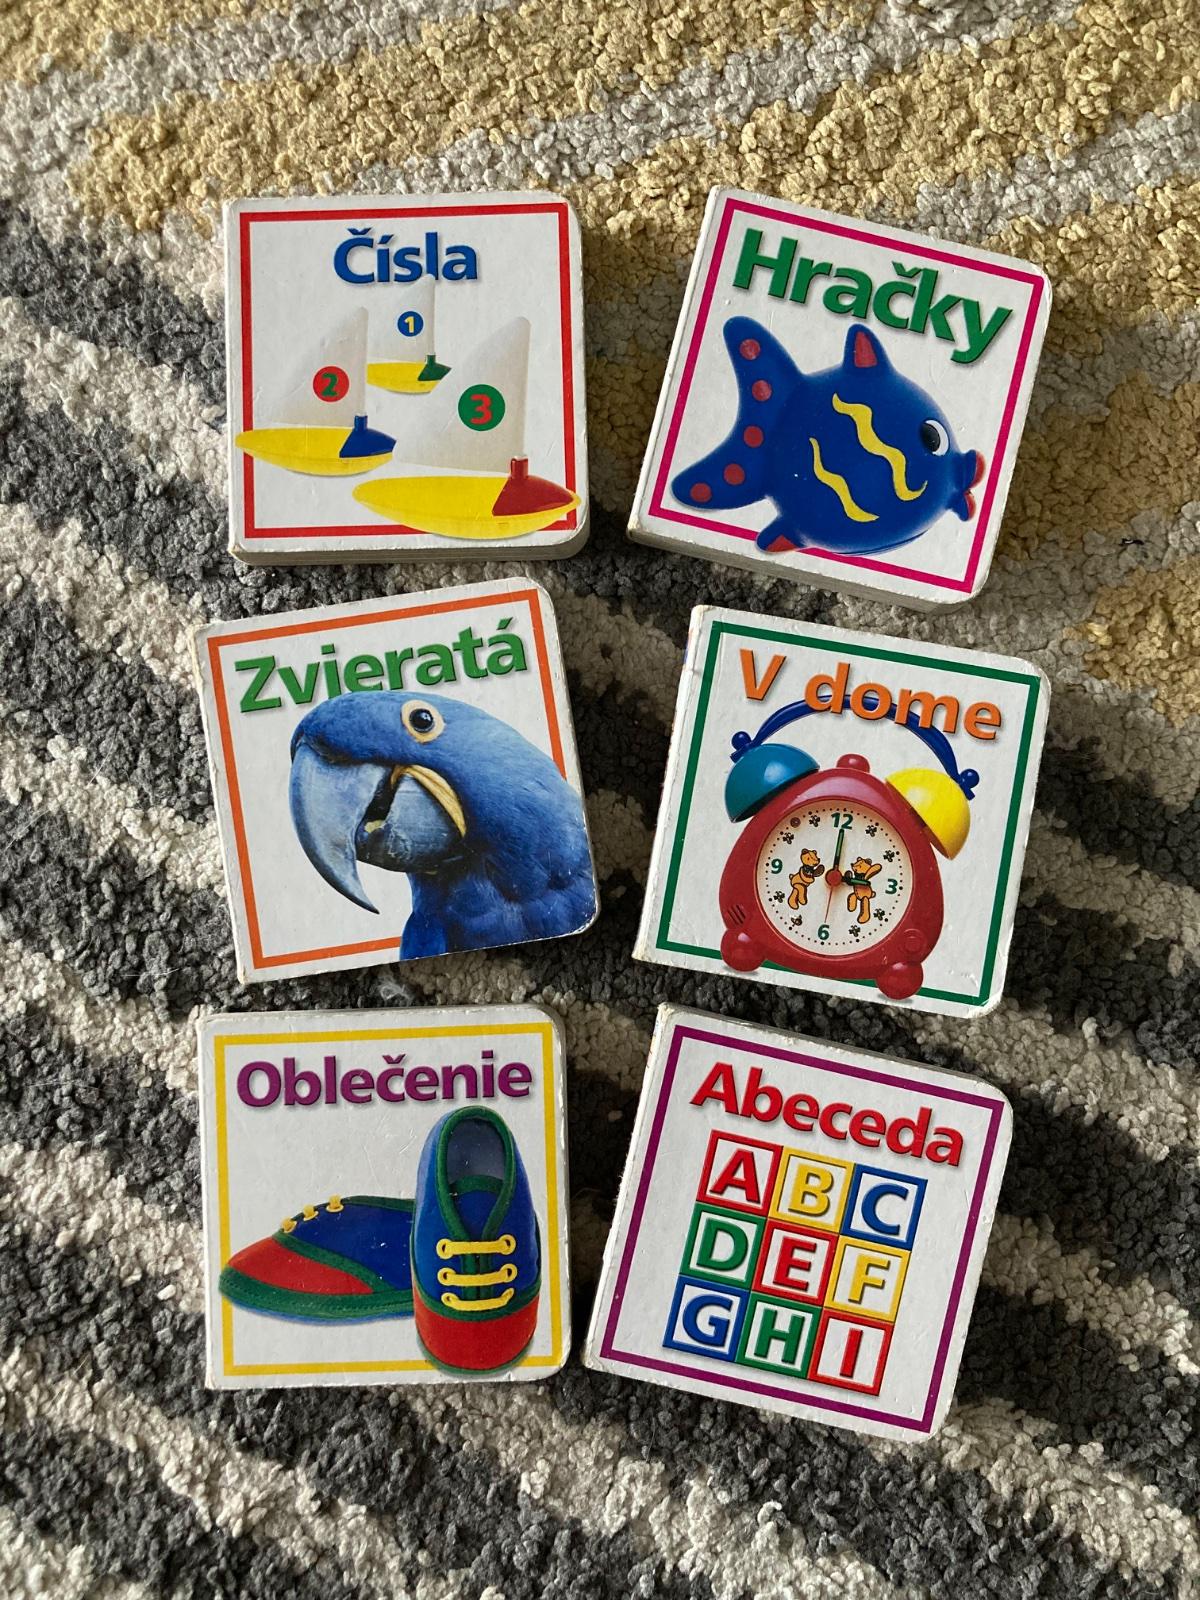 Čísla
1
2
3
Hračky
Zvieratá
V dome
12
9
3
6
Oblečenie
Abeceda
A B C
D E F
G H I